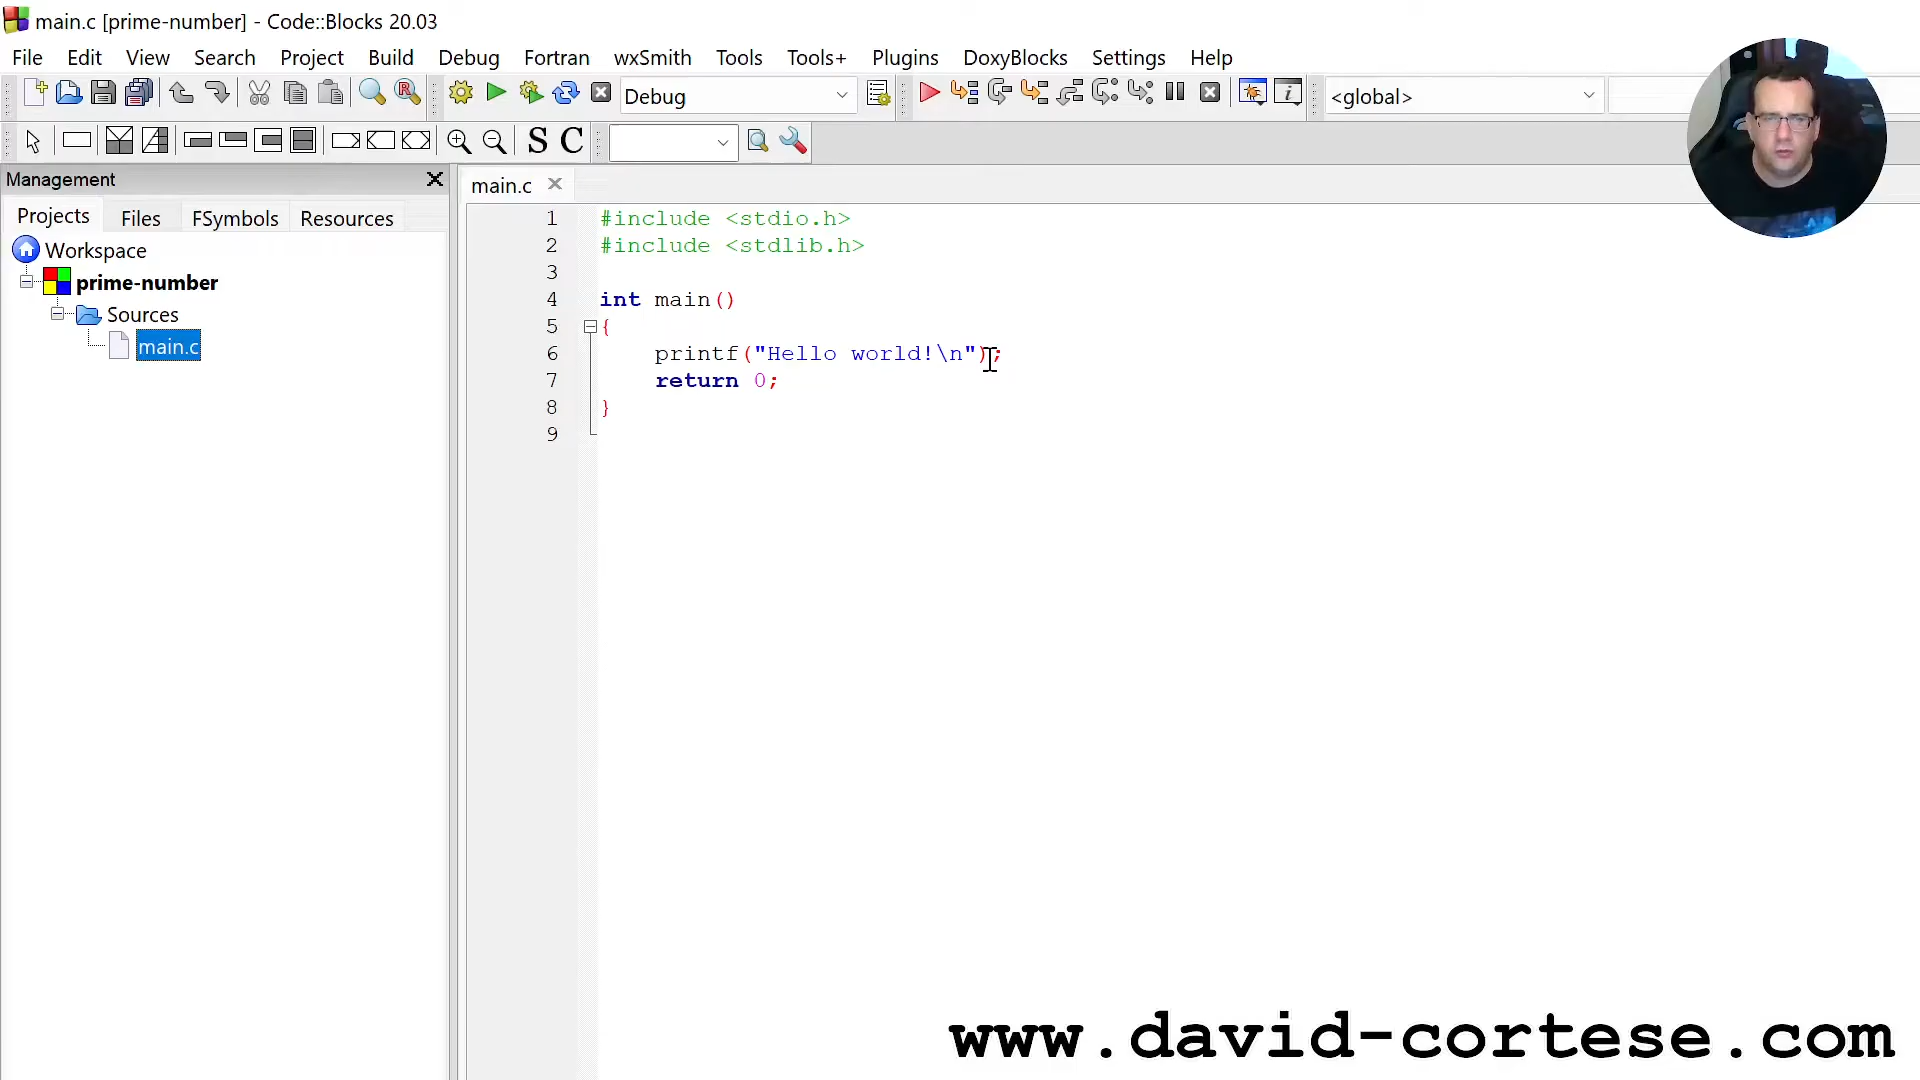 main.c [prime-number] - Code::Blocks 20.03
File Edit View Search Project Build Debug Fortran wxSmith Tools Tools+ Plugins DoxyBlocks Settings Help
Debug
<global>
S C
Management
main.c
Projects Files FSymbols Resources
Workspace
prime-number
Sources
main.c
1 #include <stdio.h>
2 #include <stdlib.h>
3
4 int main()
5 {
6 printf("Hello world!\n");
7 return 0;
8 }
9
www.david-cortese.com